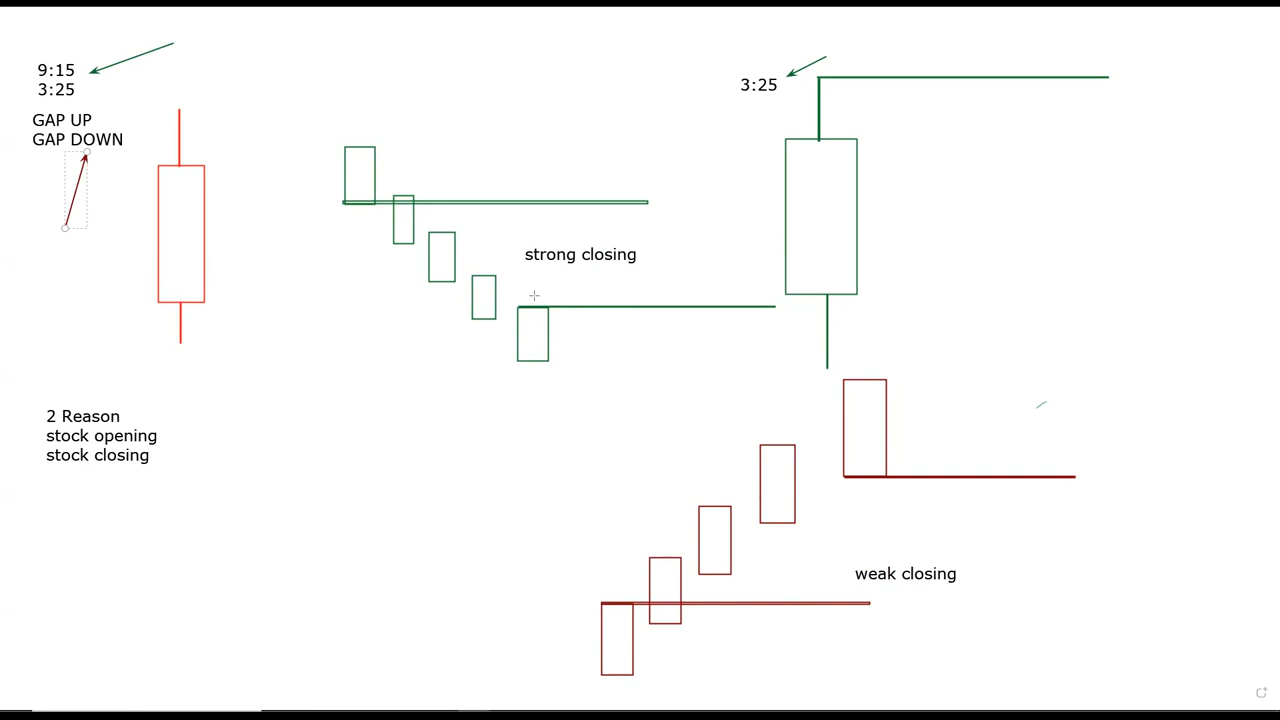 9:15
3:25
GAP UP
GAP DOWN
3:25
strong closing
2 Reason
stock opening
stock closing
weak closing